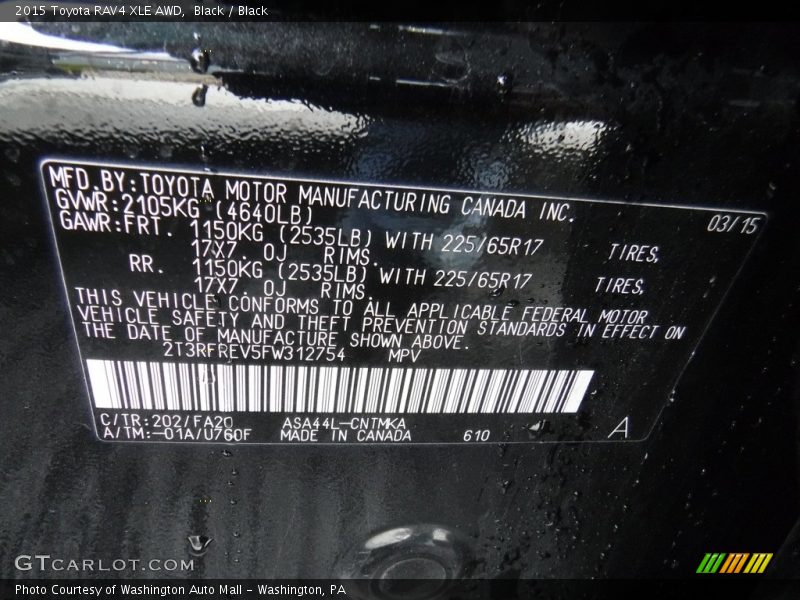 2015 Toyota RAV4 XLE AWD, Black / Black
MFD.BY:TOYOTA MOTOR MANUFACTURING CANADA INC.
GVWR:2105KG (4640LB) 03/15
GAWR:FRT. 1150KG (2535LB) WITH 225/65R17 TIRES,
17X7. 0J RIMS.
RR. 1150KG (2535LB) WITH 225/65R17 TIRES,
17X7 0J RIMS.
THIS VEHICLE CONFORMS TO ALL APPLICABLE FEDERAL MOTOR
VEHICLE SAFETY AND THEFT PREVENTION STANDARDS IN EFFECT ON
THE DATE OF MANUFACTURE SHOWN ABOVE.
2T3RFREV5FW312754 MPV
C/TR:202/FA20 ASA44L-CNTMKA
A/TM:-01A/U760F MADE IN CANADA 610 A
GTCARLOT.COM
Photo Courtesy of Washington Auto Mall - Washington, PA